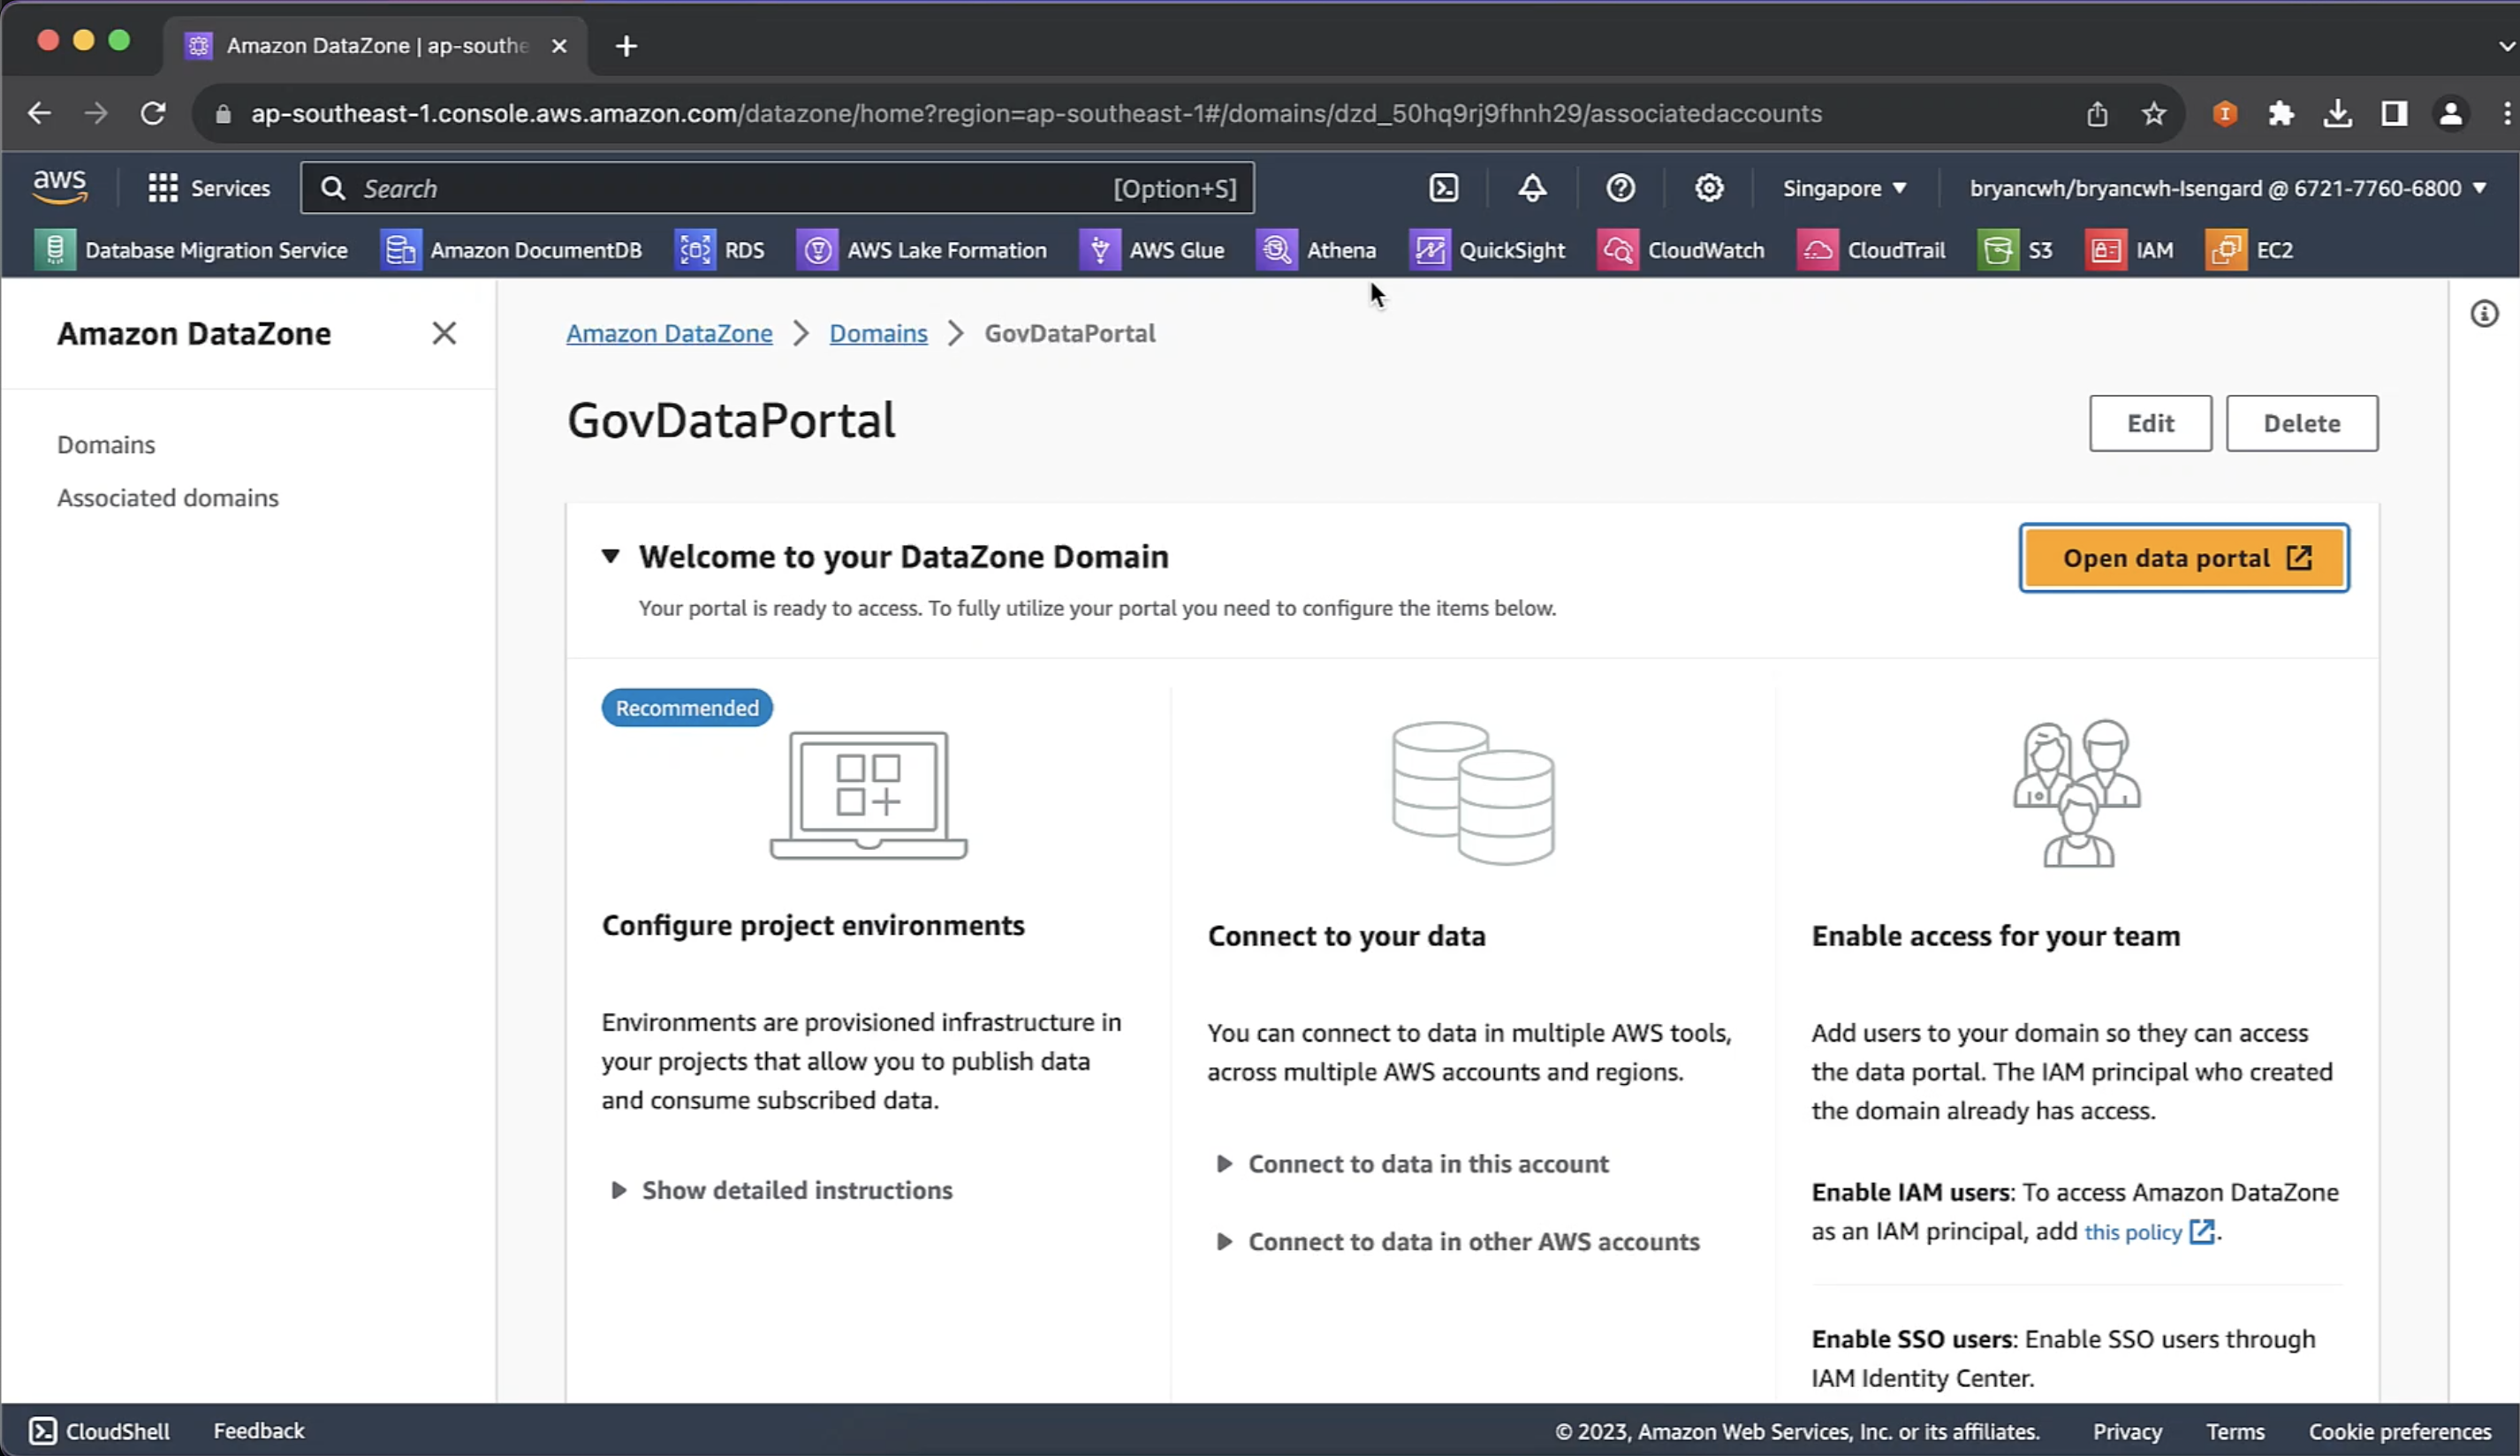 Amazon DataZone | ap-southe
ap-southeast-1.console.aws.amazon.com/datazone/home?region=ap-southeast-1#/domains/dzd_50hq9rj9fhnh29/associatedaccounts
aws Services Search [Option+S] Singapore bryancwh/bryancwh-Isengard @ 6721-7760-6800
Database Migration Service Amazon DocumentDB RDS AWS Lake Formation AWS Glue Athena QuickSight CloudWatch CloudTrail S3 IAM EC2
Amazon DataZone
Domains
Associated domains
Amazon DataZone > Domains > GovDataPortal
GovDataPortal
Edit
Delete
Welcome to your DataZone Domain
Your portal is ready to access. To fully utilize your portal you need to configure the items below.
Open data portal
Recommended
Configure project environments
Environments are provisioned infrastructure in
your projects that allow you to publish data
and consume subscribed data.
Show detailed instructions
Connect to your data
You can connect to data in multiple AWS tools,
across multiple AWS accounts and regions.
Connect to data in this account
Connect to data in other AWS accounts
Enable access for your team
Add users to your domain so they can access
the data portal. The IAM principal who created
the domain already has access.
Enable IAM users: To access Amazon DataZone
as an IAM principal, add this policy.
Enable SSO users: Enable SSO users through
IAM Identity Center.
CloudShell Feedback © 2023, Amazon Web Services, Inc. or its affiliates. Privacy Terms Cookie preferences